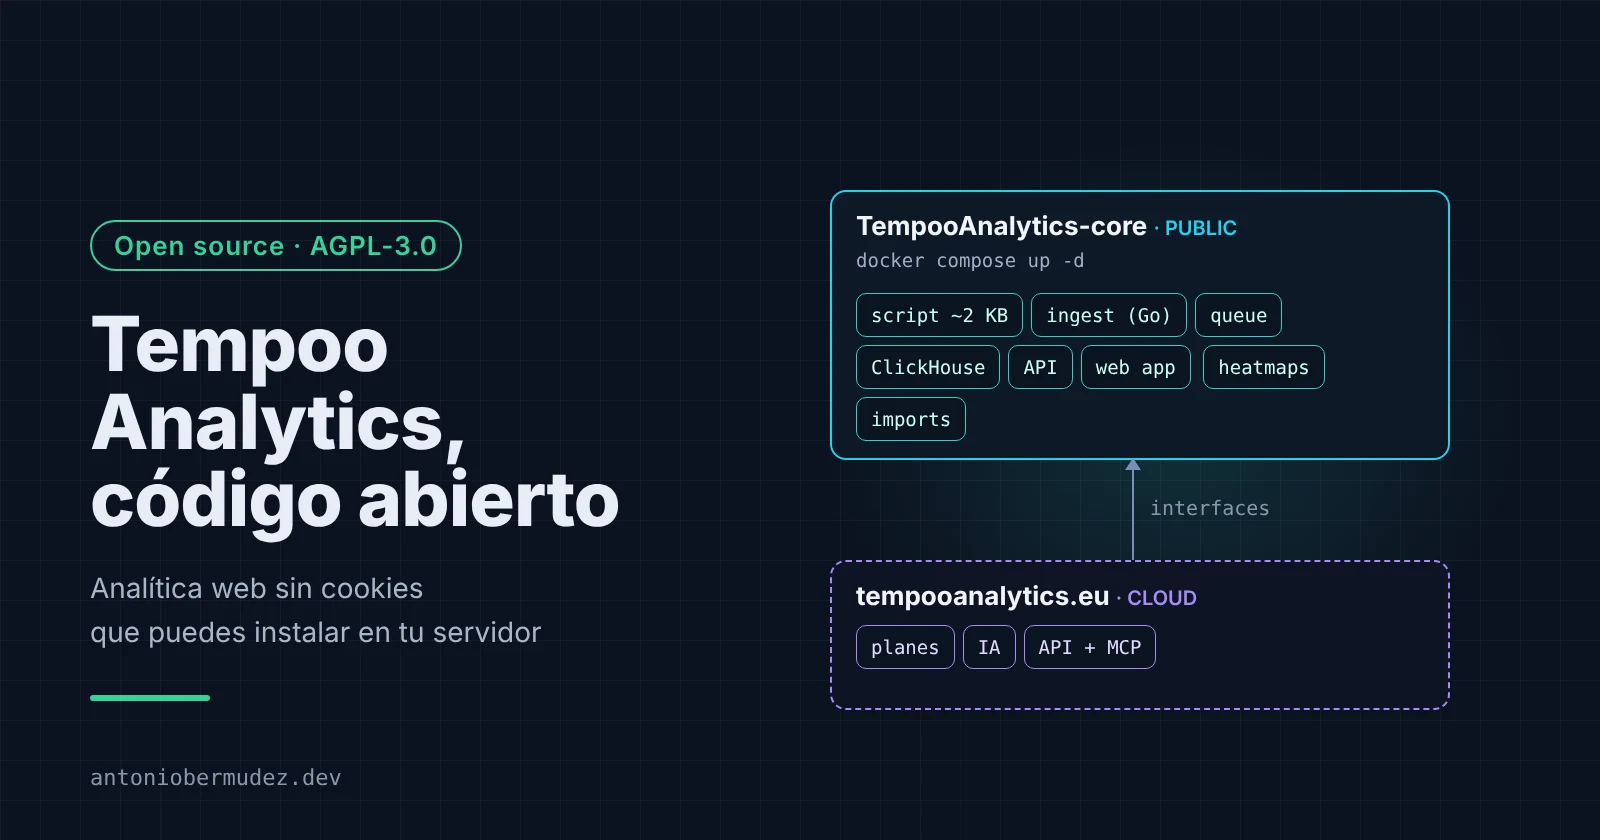 Open source · AGPL-3.0
Tempoo
Analytics,
código abierto
Analítica web sin cookies
que puedes instalar en tu servidor
antoniobermudez.dev
TempooAnalytics-core · PUBLIC
docker compose up -d
script ~2 KB ingest (Go) queue
ClickHouse API web app heatmaps
imports
interfaces
tempooanalytics.eu · CLOUD
planes IA API + MCP